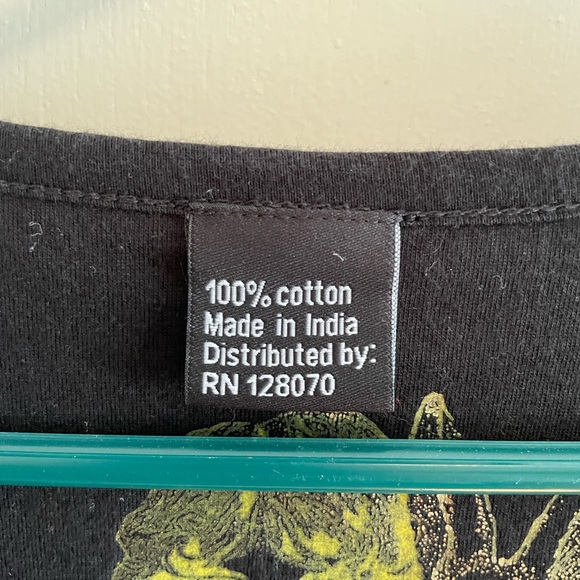 100% cotton
Made in India
Distributed by:
RN 128070